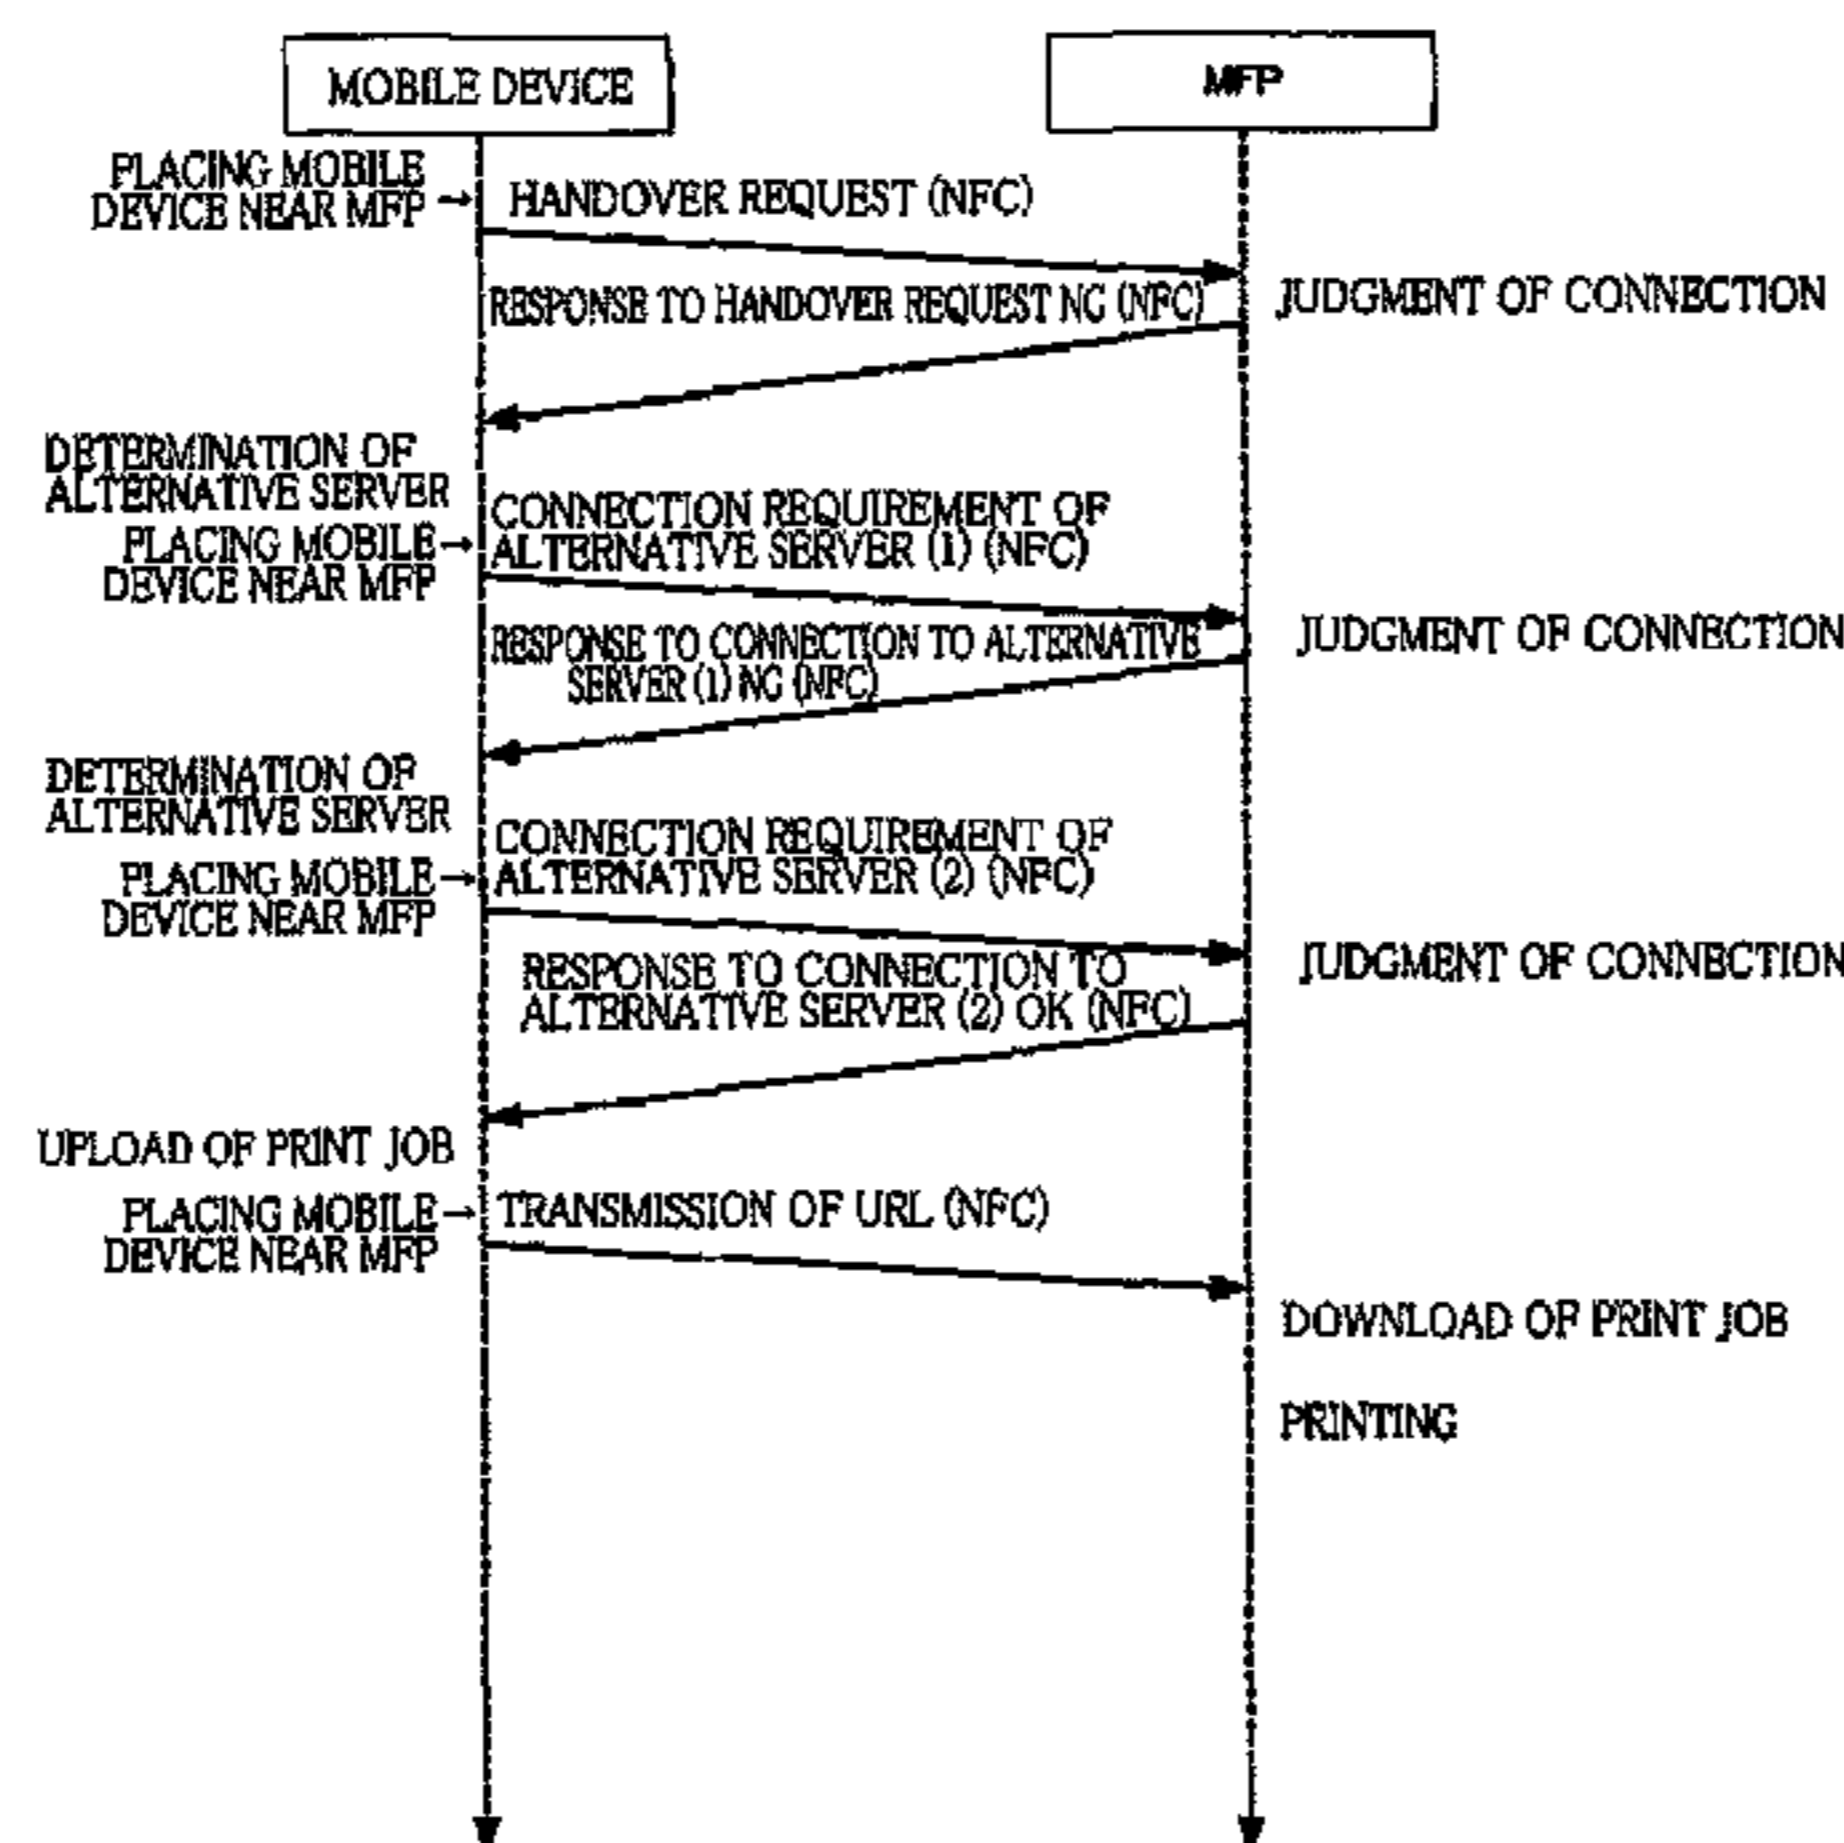 MOBILE DEVICE
MFP
PLACING MOBILE
DEVICE NEAR MFP
HANDOVER REQUEST (NFC)
RESPONSE TO HANDOVER REQUEST NG (NFC)
JUDGMENT OF CONNECTION
DETERMINATION OF
ALTERNATIVE SERVER
PLACING MOBILE
DEVICE NEAR MFP
CONNECTION REQUIREMENT OF
ALTERNATIVE SERVER (1) (NFC)
RESPONSE TO CONNECTION TO ALTERNATIVE
SERVER (1) NG (NFC)
JUDGMENT OF CONNECTION
DETERMINATION OF
ALTERNATIVE SERVER
PLACING MOBILE
DEVICE NEAR MFP
CONNECTION REQUIREMENT OF
ALTERNATIVE SERVER (2) (NFC)
RESPONSE TO CONNECTION TO
ALTERNATIVE SERVER (2) OK (NFC)
JUDGMENT OF CONNECTION
UPLOAD OF PRINT JOB
PLACING MOBILE
DEVICE NEAR MFP
TRANSMISSION OF URL (NFC)
DOWNLOAD OF PRINT JOB
PRINTING